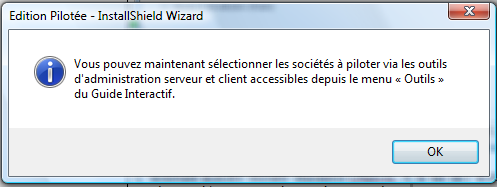 Edition Pilotée - InstallShield Wizard
Vous pouvez maintenant sélectionner les sociétés à piloter via les outils
d'administration serveur et client accessibles depuis le menu « Outils »
du Guide Interactif.
OK